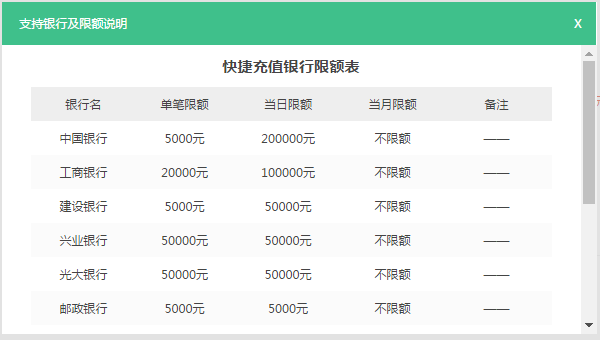 支持银行及限额说明 X
快捷充值银行限额表
银行名 单笔限额 当日限额 当月限额 备注
中国银行 5000元 200000元 不限额 ——
工商银行 20000元 100000元 不限额 ——
建设银行 5000元 50000元 不限额 ——
兴业银行 50000元 50000元 不限额 ——
光大银行 50000元 50000元 不限额 ——
邮政银行 5000元 5000元 不限额 ——